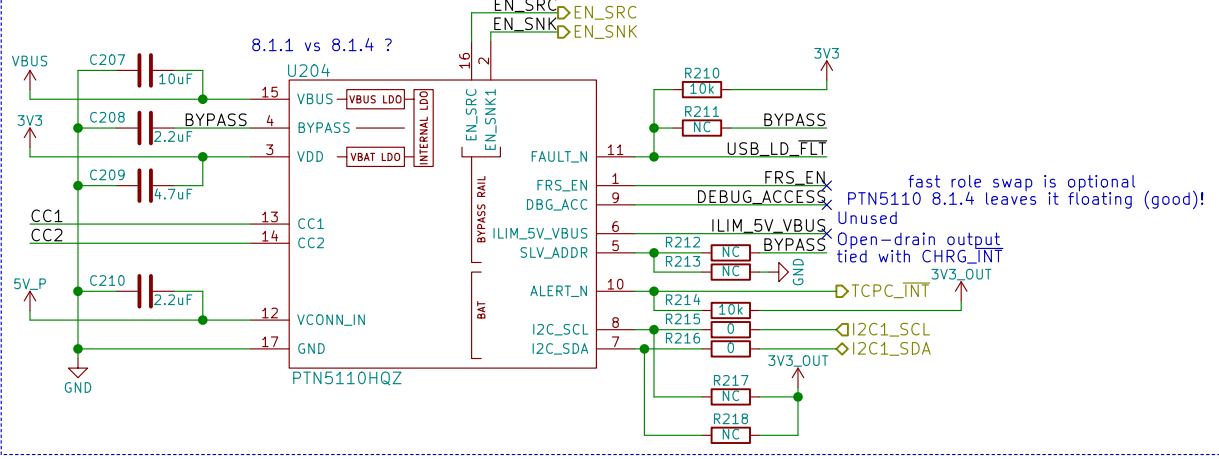 EN_SRC
EN_SRC
EN_SNK
EN_SNK
8.1.1 vs 8.1.4 ?
VBUS
C207
10uF
U204
16
2
3V3
R210
10k
15
VBUS
VBUS LDO
INTERNAL LDO
EN_SRC
EN_SNK1
R211
NC
BYPASS
3V3
C208
2.2uF
BYPASS
4
BYPASS
3
VDD
VBAT LDO
FAULT_N
11
USB_LD_FLT
C209
4.7uF
FRS_EN
1
FRS_EN
fast role swap is optional
DBG_ACC
9
DEBUG_ACCESS
PTN5110 8.1.4 leaves it floating (good)!
CC1
13
CC1
BYPASS RAIL
ILIM_5V_VBUS
6
ILIM_5V_VBUS
Unused
CC2
14
CC2
SLV_ADDR
5
R212
NC
BYPASS
Open-drain output
tied with CHRG_INT
R213
NC
GND
3V3_OUT
5V_P
C210
2.2uF
BAT
ALERT_N
10
TCPC_INT
R214
10k
12
VCONN_IN
I2C_SCL
8
R215
0
I2C1_SCL
17
GND
I2C_SDA
7
R216
0
I2C1_SDA
GND
PTN5110HQZ
3V3_OUT
R217
NC
R218
NC